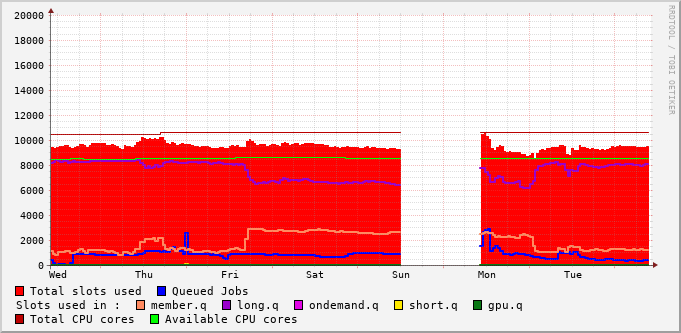 RRDTOOL / TOBI OETIKER
20000
18000
16000
14000
12000
10000
8000
6000
4000
2000
0
Wed Thu Fri Sat Sun Mon Tue
Total slots used Queued Jobs
Slots used in : member.q long.q ondemand.q short.q gpu.q
Total CPU cores Available CPU cores